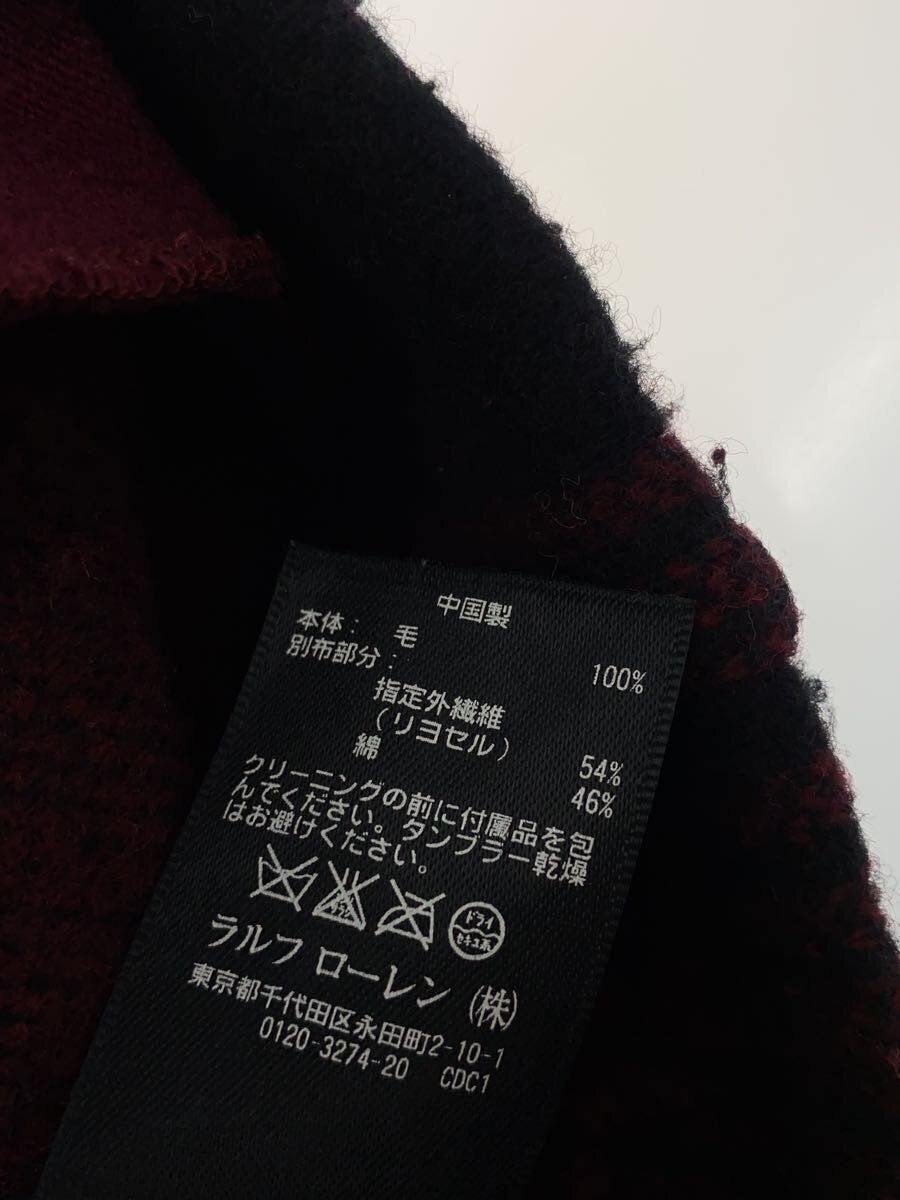 中国製
本体： 毛 100%
別布部分：
指定外繊維
（リヨセル） 54%
綿 46%
クリーニングの前に付属品を包
んでください。タンブラー乾燥
はお避けください。
ドライ
セキユ系
ラルフ ローレン（株）
東京都千代田区永田町2-10-1
0120-3274-20 CDC1